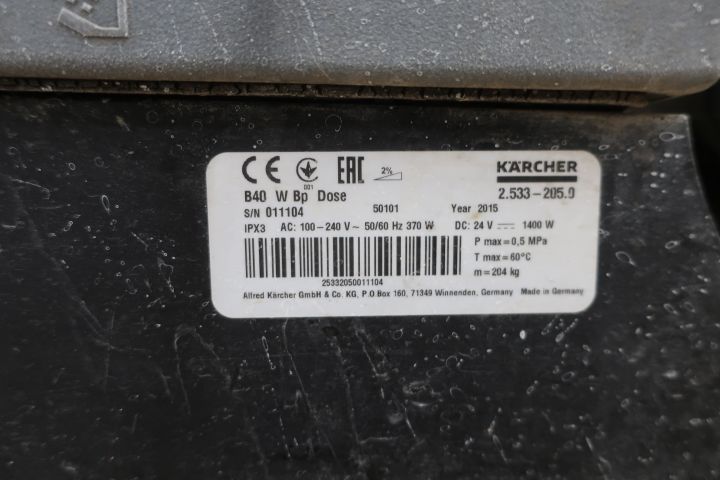 CE 001 EAC 2% KÄRCHER
B40 W Bp Dose 2.533-205.0
S/N 011104 50101 Year 2015
IPX3 AC: 100-240 V~ 50/60 Hz 370 W DC: 24 V⎓ 1400 W
P max=0,5 MPa
T max=60°C
m=204 kg
25332050011104
Alfred Kärcher GmbH & Co. KG, P.O Box 160, 71349 Winnenden, Germany Made in Germany